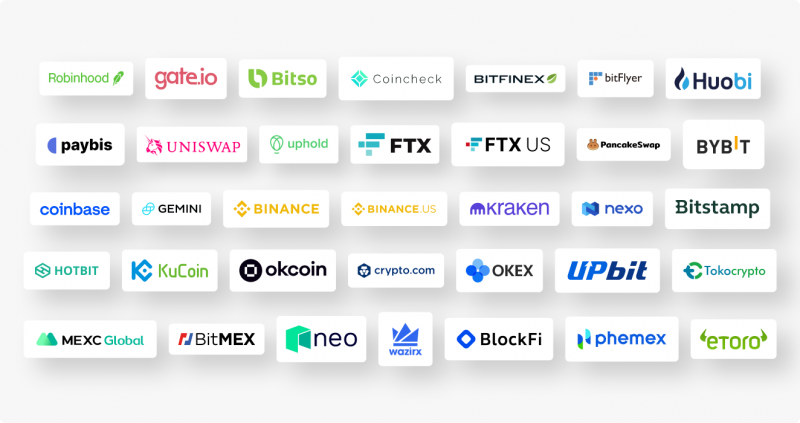 Robinhood gate.io Bitso Coincheck BITFINEX bitFlyer Huobi
paybis UNISWAP uphold FTX FTX US PancakeSwap BYBIT
coinbase GEMINI BINANCE BINANCE.US kraken nexo Bitstamp
HOTBIT KuCoin okcoin crypto.com OKEX UPbit Tokocrypto
MEXC Global BitMEX neo wazirx BlockFi phemex eToro